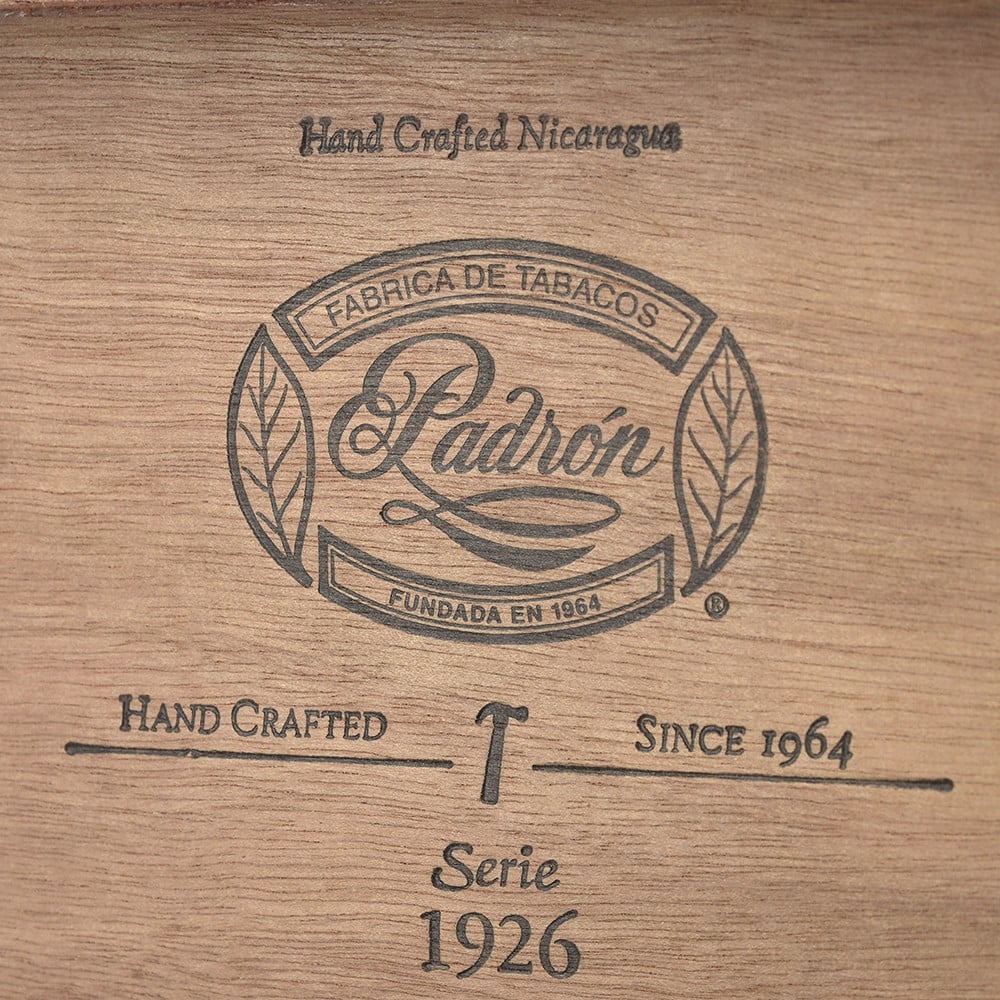 Hand Crafted Nicaragua
FABRICA DE TABACOS
Padrón
FUNDADA EN 1964
®
HAND CRAFTED
SINCE 1964
Serie
1926